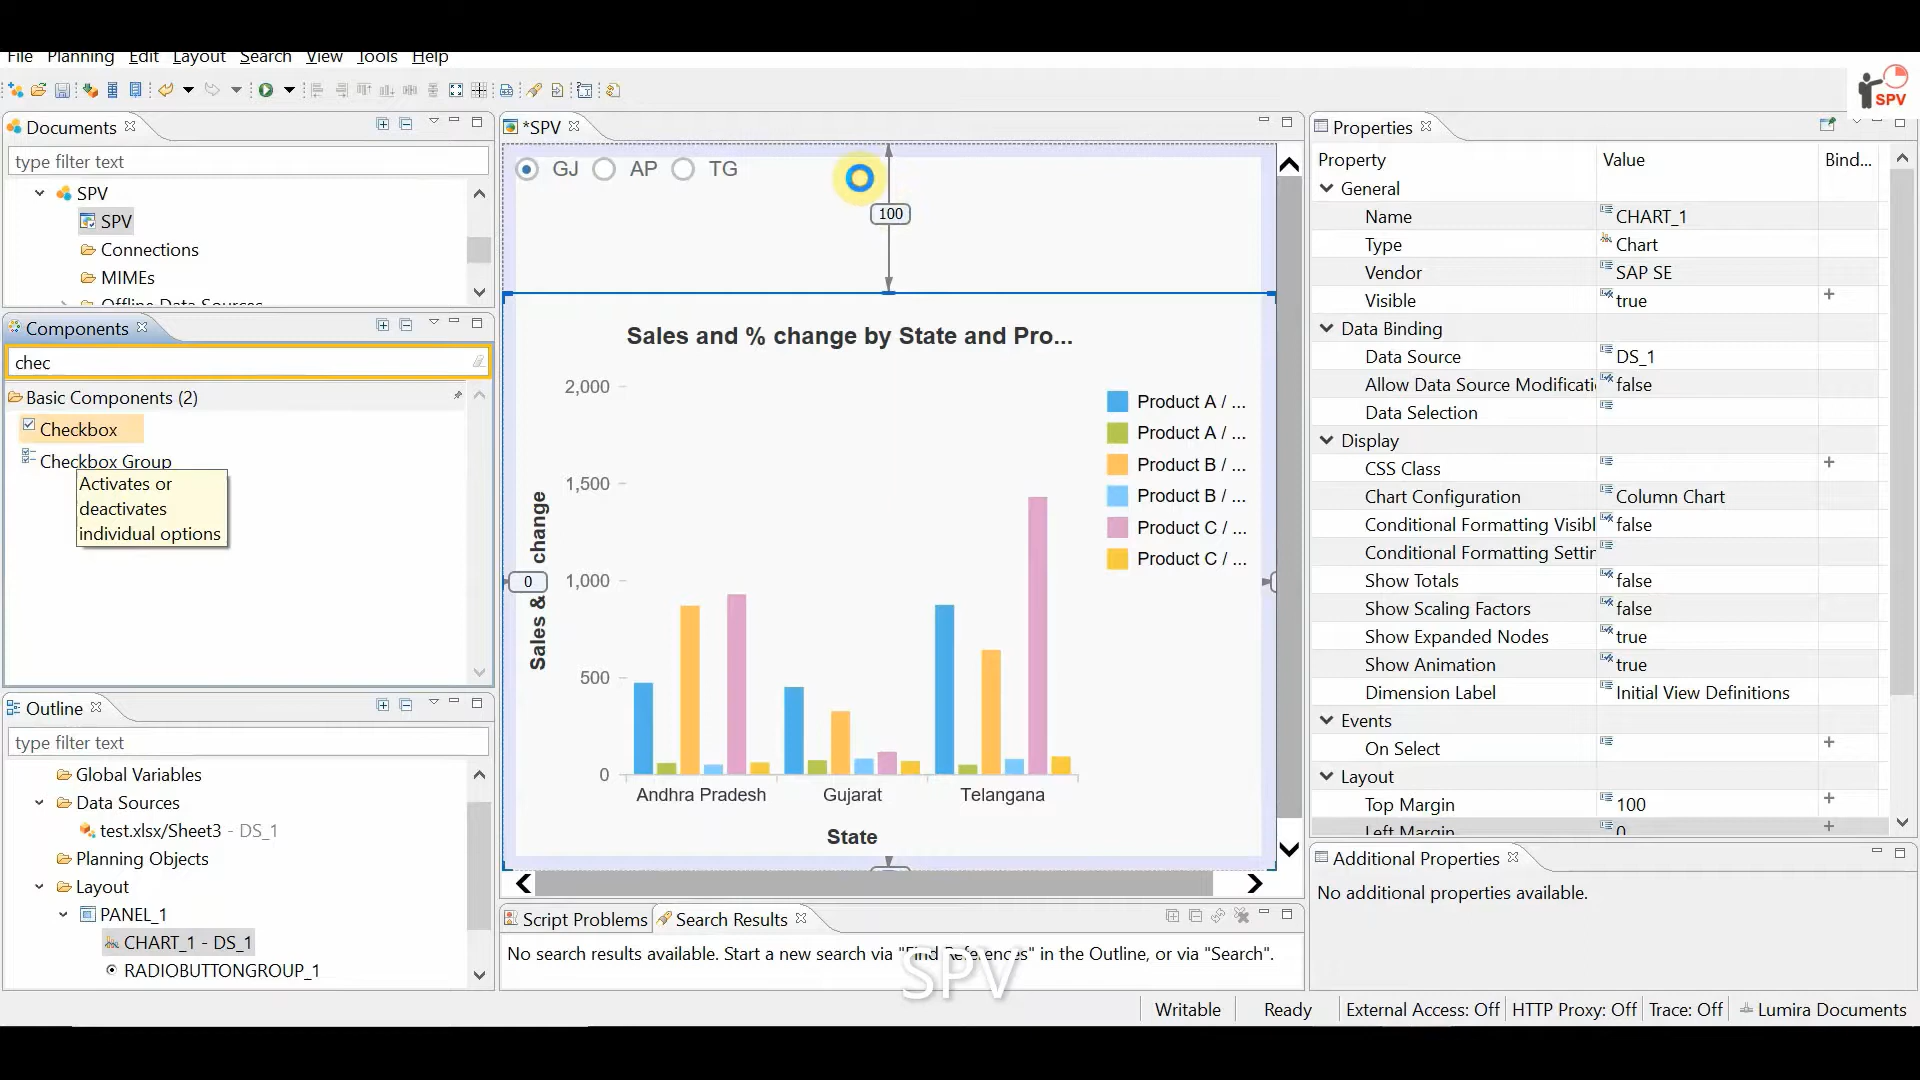 File Planning Edit Layout Search View Tools Help
SPV
Documents
type filter text
SPV
SPV
Connections
MIMEs
Offline Data Sources
Components
chec
Basic Components (2)
Checkbox
Checkbox Group
Activates or
deactivates
individual options
Outline
type filter text
Global Variables
Data Sources
test.xlsx/Sheet3 - DS_1
Planning Objects
Layout
PANEL_1
CHART_1 - DS_1
RADIOBUTTONGROUP_1
*SPV
GJ AP TG
100
Sales and % change by State and Pro...
2,000
1,500
1,000
500
0
Sales & change
0
Product A / ...
Product A / ...
Product B / ...
Product B / ...
Product C / ...
Product C / ...
Andhra Pradesh Gujarat Telangana
State
Script Problems Search Results
No search results available. Start a new search via "Find References" in the Outline, or via "Search".
SPV
Properties
Property Value Bind...
General
Name CHART_1
Type Chart
Vendor SAP SE
Visible true
Data Binding
Data Source DS_1
Allow Data Source Modificati false
Data Selection
Display
CSS Class
Chart Configuration Column Chart
Conditional Formatting Visibl false
Conditional Formatting Settir
Show Totals false
Show Scaling Factors false
Show Expanded Nodes true
Show Animation true
Dimension Label Initial View Definitions
Events
On Select
Layout
Top Margin 100
Left Margin 0
Additional Properties
No additional properties available.
Writable Ready External Access: Off HTTP Proxy: Off Trace: Off Lumira Documents